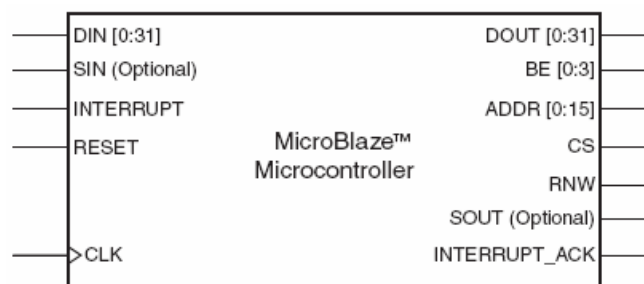 DIN [0:31]
DOUT [0:31]
SIN (Optional)
BE [0:3]
INTERRUPT
ADDR [0:15]
RESET
MicroBlaze™
CS
Microcontroller
RNW
SOUT (Optional)
CLK
INTERRUPT_ACK